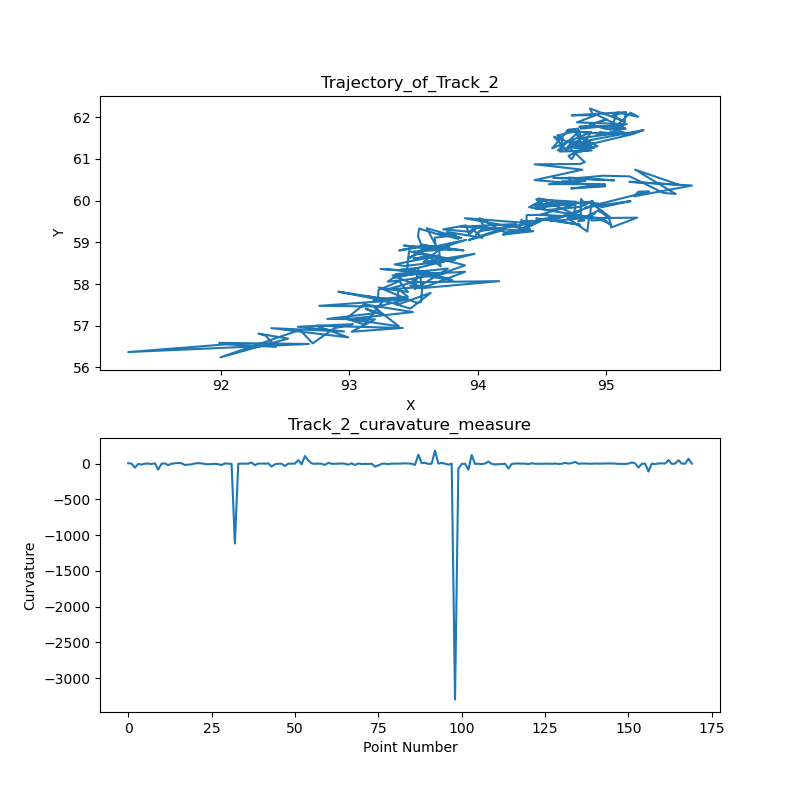 Trajectory_of_Track_2
62
61
60
59
58
57
56
Y
92 93 94 95
X
Track_2_curavature_measure
0
−500
−1000
−1500
−2000
−2500
−3000
Curvature
0 25 50 75 100 125 150 175
Point Number